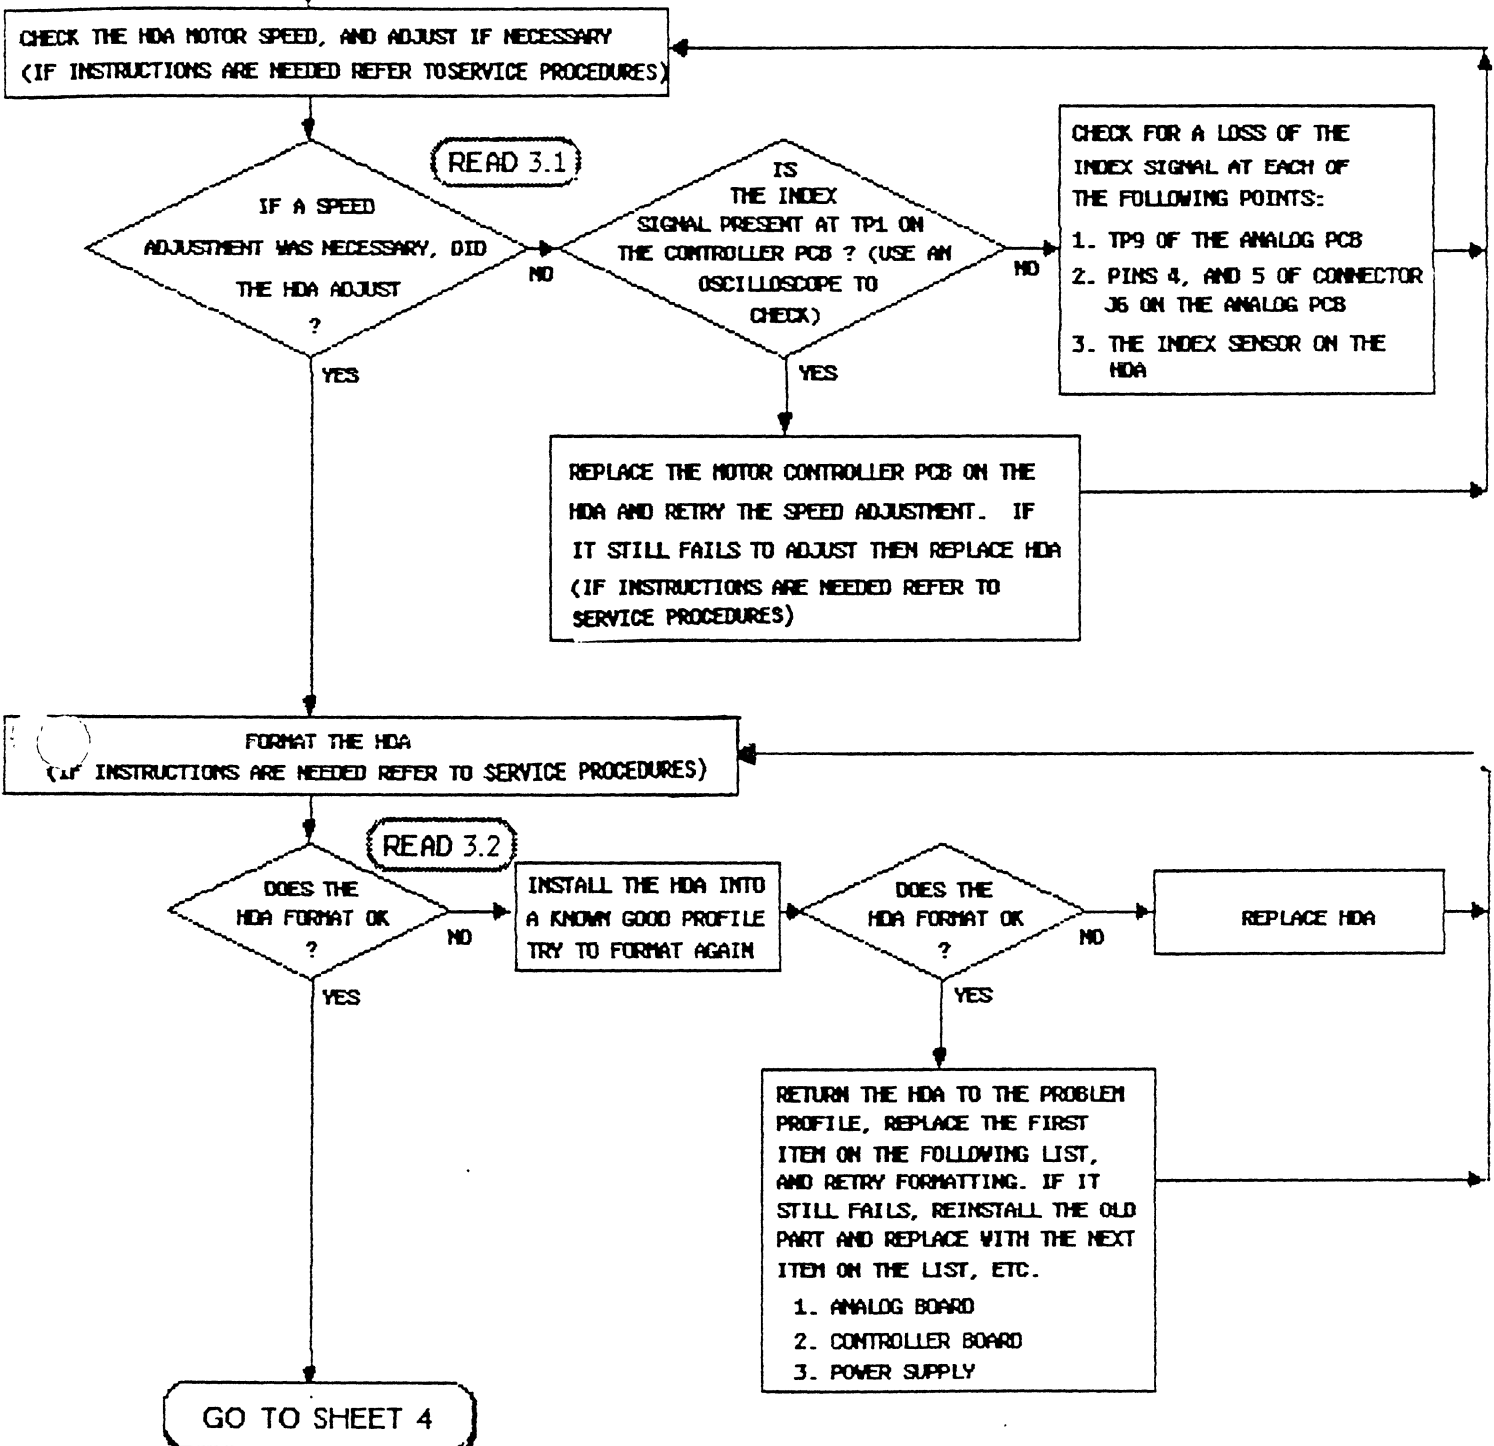 CHECK THE HDA MOTOR SPEED, AND ADJUST IF NECESSARY
(IF INSTRUCTIONS ARE NEEDED REFER TO SERVICE PROCEDURES)
READ 3.1
IF A SPEED
ADJUSTMENT WAS NECESSARY, DID
THE HDA ADJUST
?
NO
YES
IS
THE INDEX
SIGNAL PRESENT AT TP1 ON
THE CONTROLLER PCB ? (USE AN
OSCILLOSCOPE TO
CHECK)
NO
YES
CHECK FOR A LOSS OF THE
INDEX SIGNAL AT EACH OF
THE FOLLOWING POINTS:
1. TP9 OF THE ANALOG PCB
2. PINS 4, AND 5 OF CONNECTOR
J6 ON THE ANALOG PCB
3. THE INDEX SENSOR ON THE
HDA
REPLACE THE MOTOR CONTROLLER PCB ON THE
HDA AND RETRY THE SPEED ADJUSTMENT. IF
IT STILL FAILS TO ADJUST THEN REPLACE HDA
(IF INSTRUCTIONS ARE NEEDED REFER TO
SERVICE PROCEDURES)
FORMAT THE HDA
(IF INSTRUCTIONS ARE NEEDED REFER TO SERVICE PROCEDURES)
READ 3.2
DOES THE
HDA FORMAT OK
?
NO
YES
INSTALL THE HDA INTO
A KNOWN GOOD PROFILE
TRY TO FORMAT AGAIN
DOES THE
HDA FORMAT OK
?
NO
YES
REPLACE HDA
RETURN THE HDA TO THE PROBLEM
PROFILE, REPLACE THE FIRST
ITEM ON THE FOLLOWING LIST,
AND RETRY FORMATTING. IF IT
STILL FAILS, REINSTALL THE OLD
PART AND REPLACE WITH THE NEXT
ITEM ON THE LIST, ETC.
1. ANALOG BOARD
2. CONTROLLER BOARD
3. POWER SUPPLY
GO TO SHEET 4